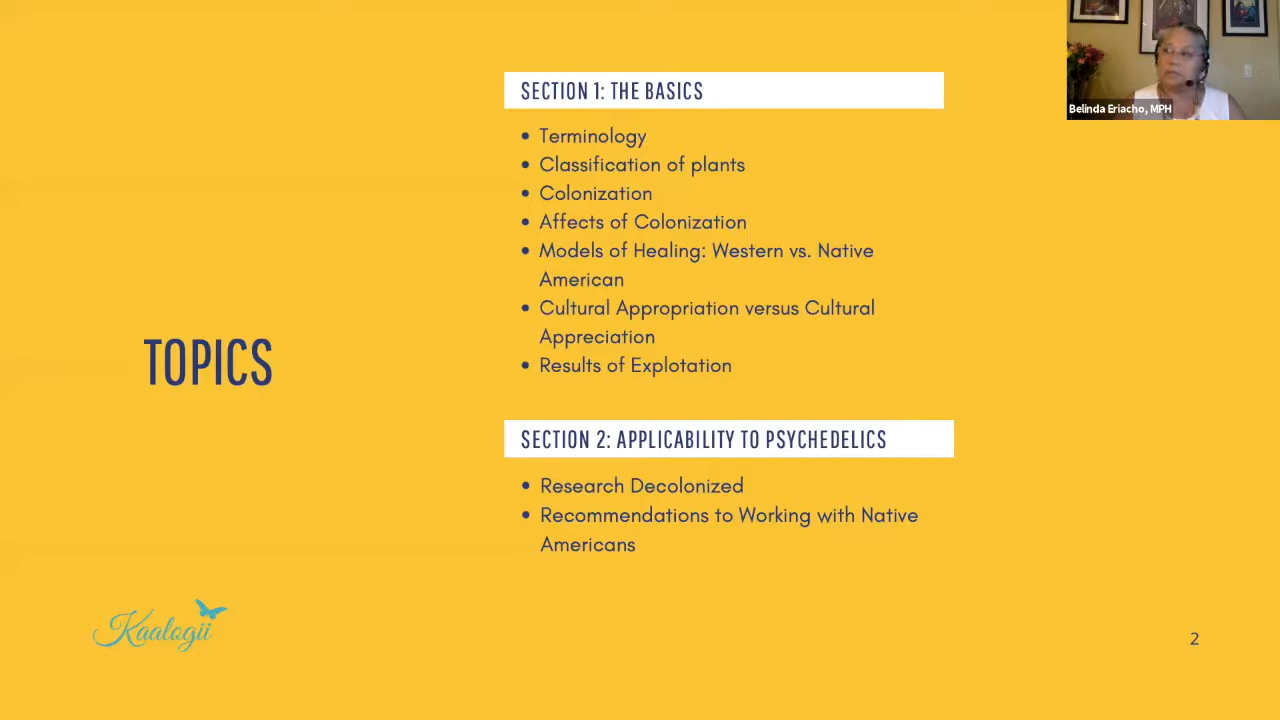 Belinda Eriacho, MPH
SECTION 1: THE BASICS
• Terminology
• Classification of plants
• Colonization
• Affects of Colonization
• Models of Healing: Western vs. Native
American
• Cultural Appropriation versus Cultural
Appreciation
• Results of Explotation
TOPICS
SECTION 2: APPLICABILITY TO PSYCHEDELICS
• Research Decolonized
• Recommendations to Working with Native
Americans
Kaalogii
2